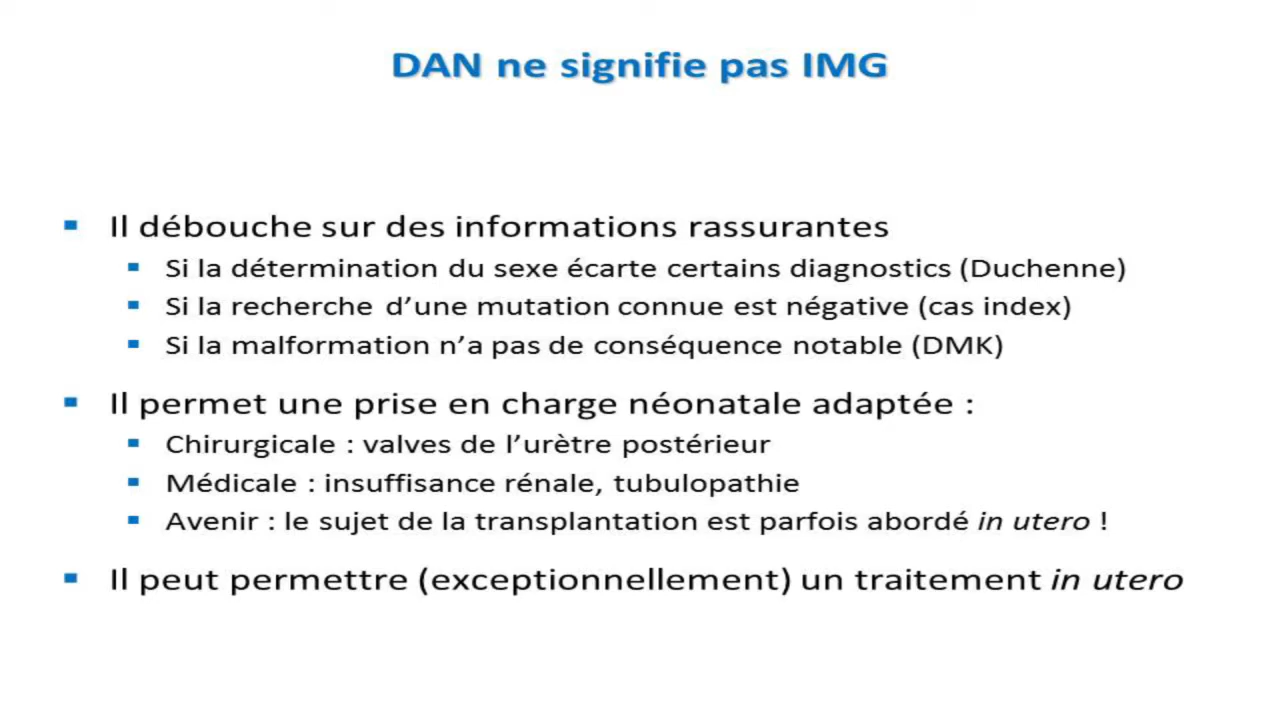 DAN ne signifie pas IMG
Il débouche sur des informations rassurantes
Si la détermination du sexe écarte certains diagnostics (Duchenne)
Si la recherche d’une mutation connue est négative (cas index)
Si la malformation n’a pas de conséquence notable (DMK)
Il permet une prise en charge néonatale adaptée :
Chirurgicale : valves de l’urètre postérieur
Médicale : insuffisance rénale, tubulopathie
Avenir : le sujet de la transplantation est parfois abordé in utero !
Il peut permettre (exceptionnellement) un traitement in utero